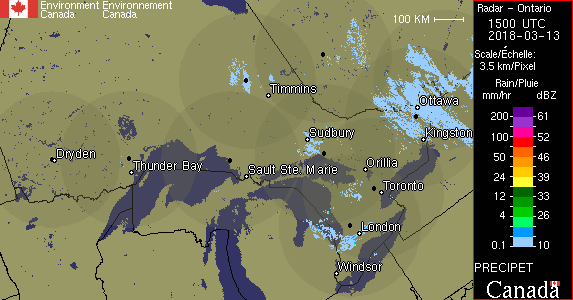 Environment Environnement
Canada Canada
100 KM
Timmins
Ottawa
Sudbury
Kingston
Dryden
Thunder Bay
Sault Ste. Marie
Orillia
Toronto
London
Windsor
Radar - Ontario
1500 UTC
2018-03-13
Scale/Échelle:
3.5 km/Pixel
Rain/Pluie
mm/hr dBZ
200 61
100 52
50 46
24 39
12 33
4 26
0.1 10
PRECIPET
Canada